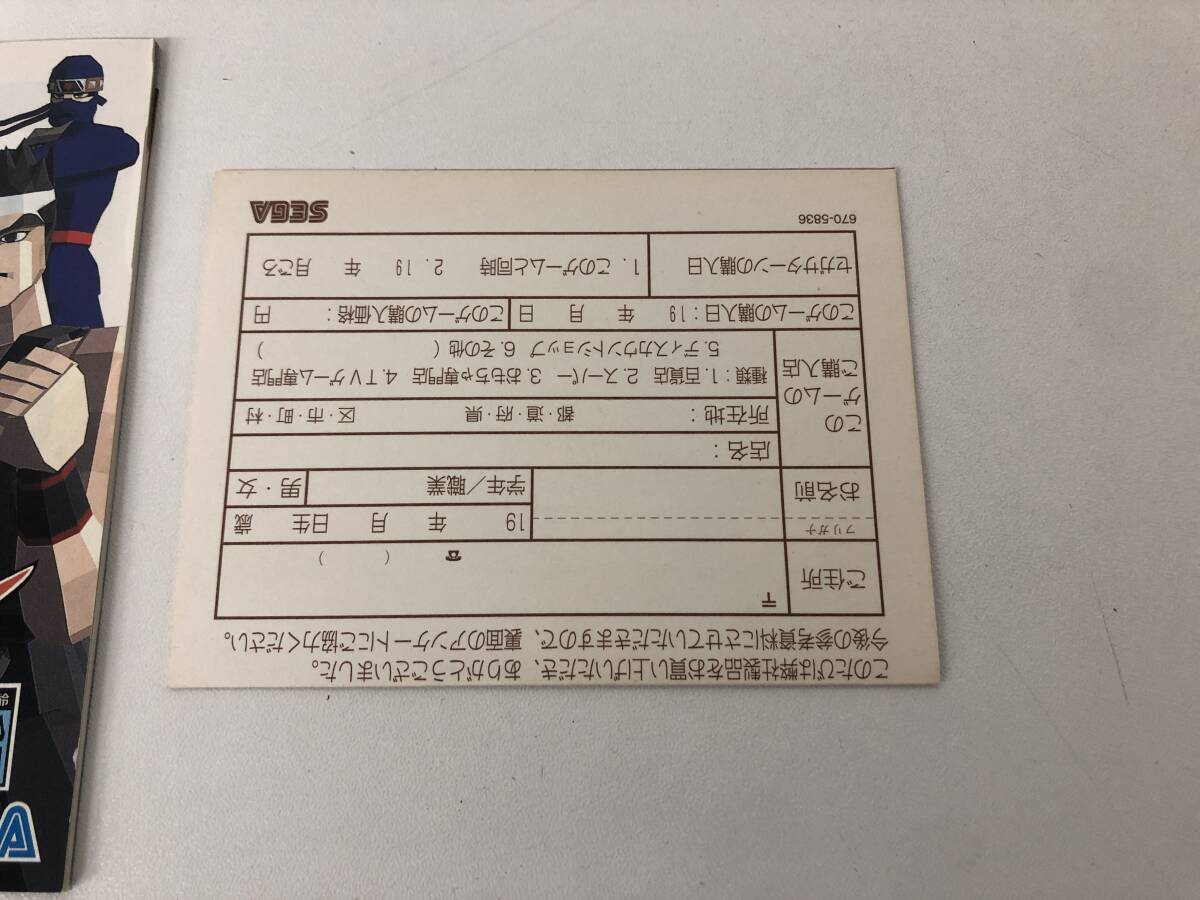 このたびは弊社製品をお買い上げいただき、ありがとうございました。
今後の参考資料にさせていただきますので、裏面のアンケートにご協力ください。
ご住所
〒
☎ ( )
フリガナ
お名前
19 年 月 日生 歳
学年／職業
男・女
この
ゲームの
ご購入店
店名：
所在地： 都・道・府・県 区・市・町・村
種類：1.百貨店 2.スーパー 3.おもちゃ専門店 4.TVゲーム専門店
5.ディスカウントショップ 6.その他 ( )
このゲームの購入日：19 年 月 日
このゲームの購入価格： 円
セガサターンの購入日
1．このゲームと同時 2．19 年 月ごろ
670-5836
SEGA
齢
A